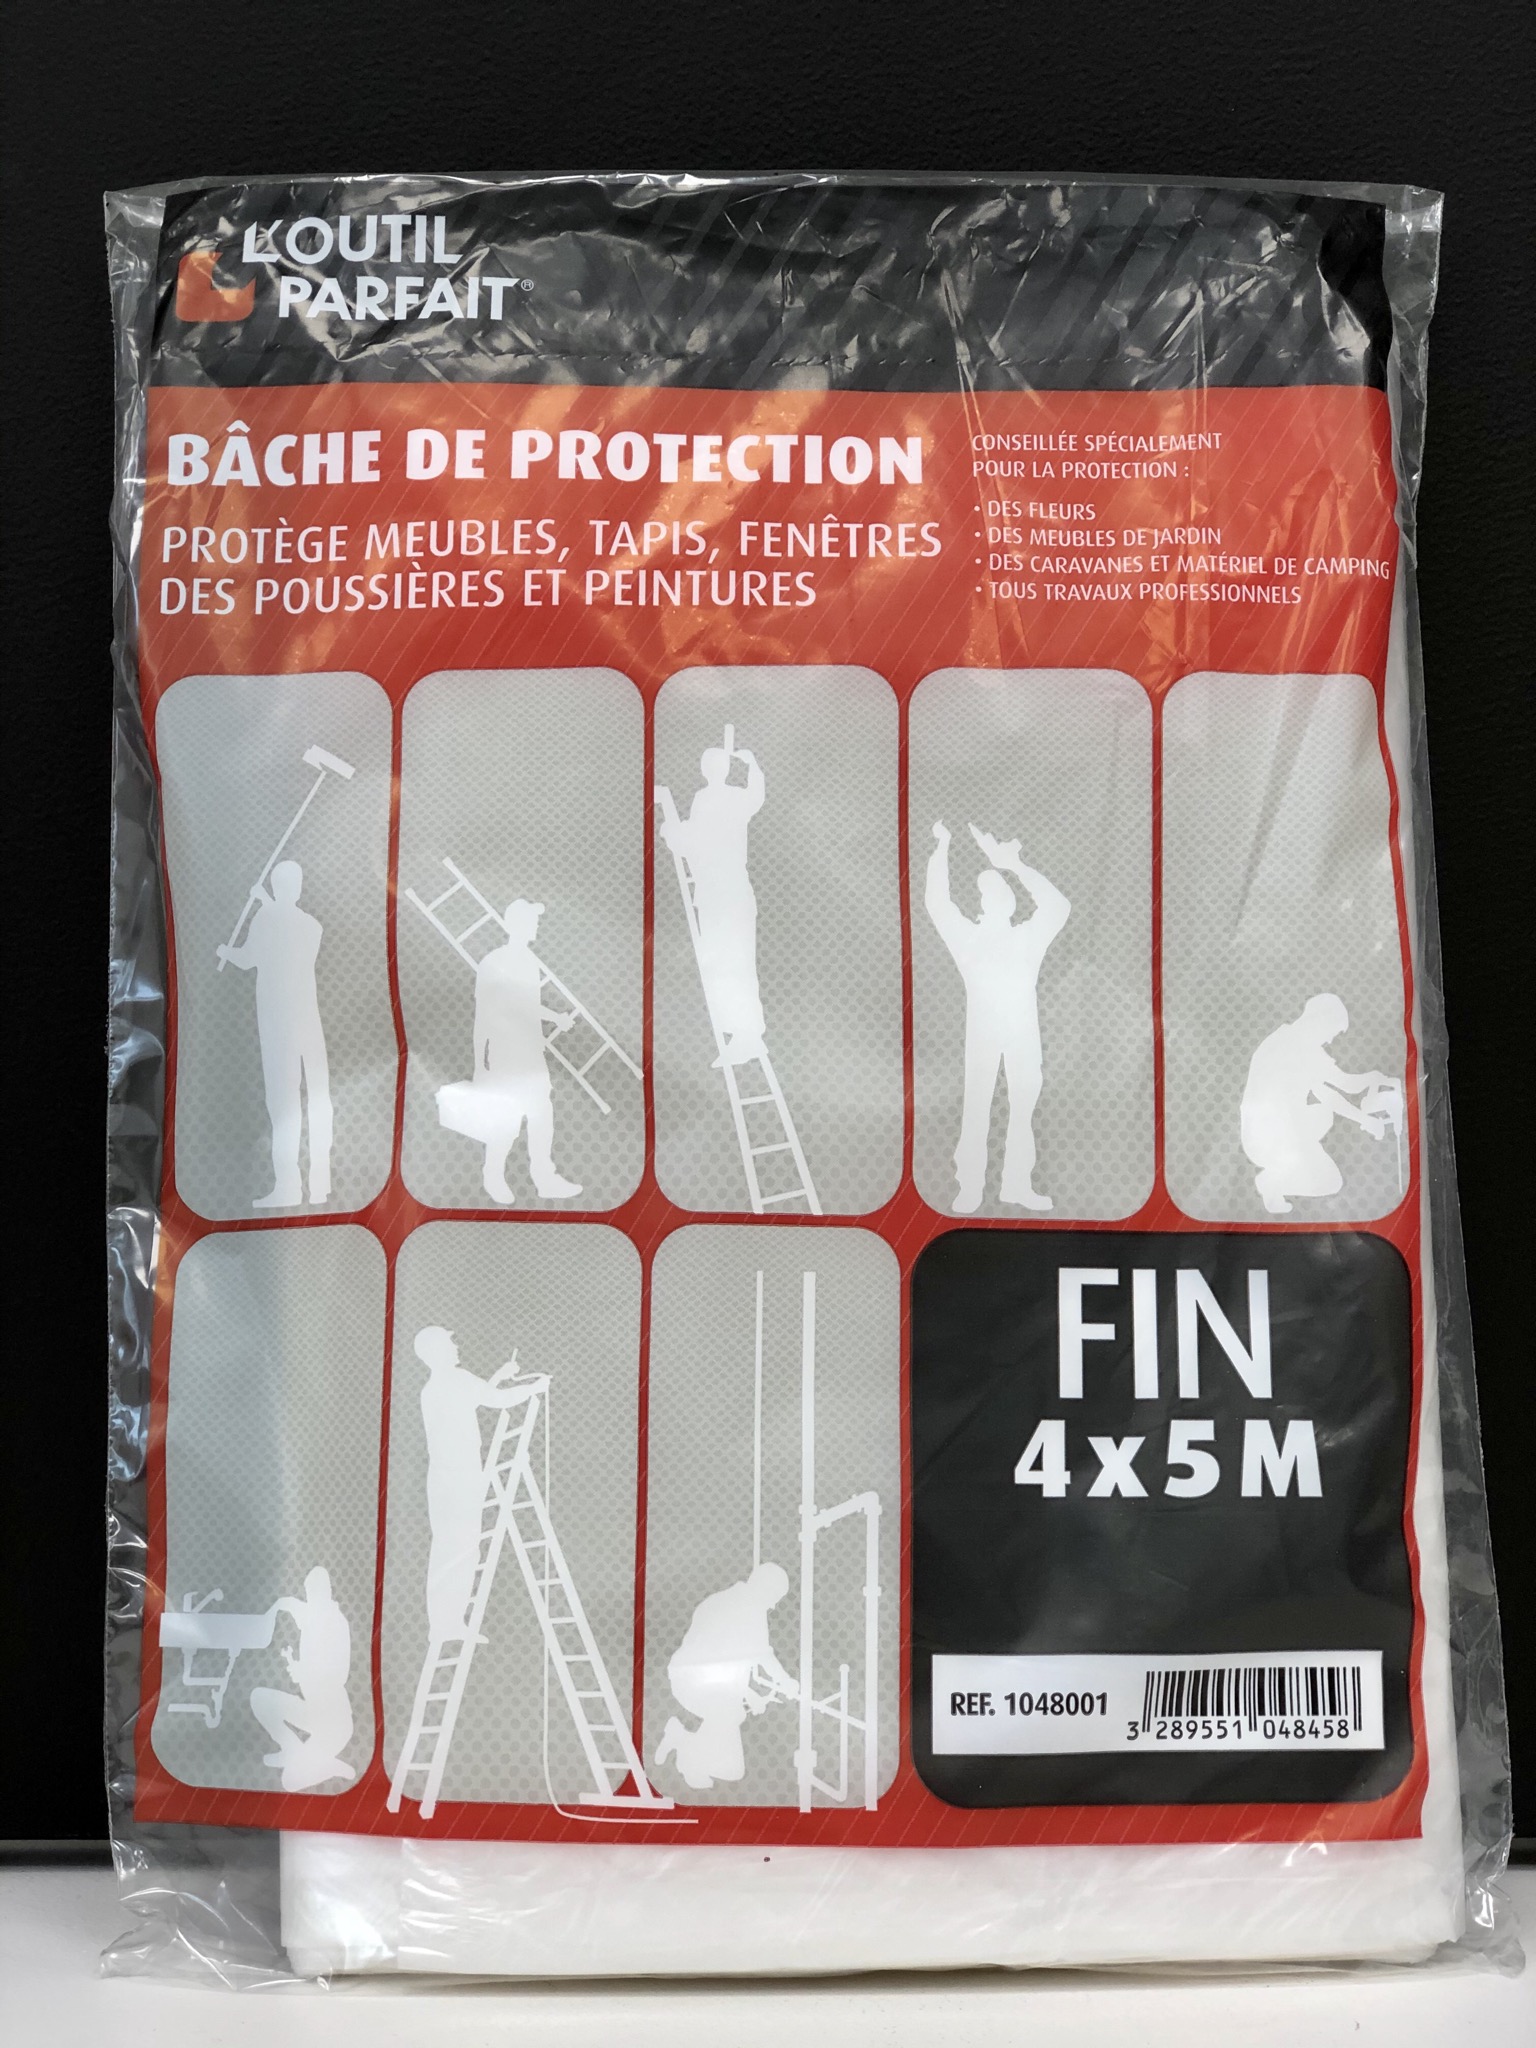 L'OUTIL
PARFAIT®
BÂCHE DE PROTECTION
PROTÈGE MEUBLES, TAPIS, FENÊTRES
DES POUSSIÈRES ET PEINTURES
CONSEILLÉE SPÉCIALEMENT
POUR LA PROTECTION :
• DES FLEURS
• DES MEUBLES DE JARDIN
• DES CARAVANES ET MATÉRIEL DE CAMPING
• TOUS TRAVAUX PROFESSIONNELS
FIN
4 x 5 M
REF. 1048001
3 289551 048458